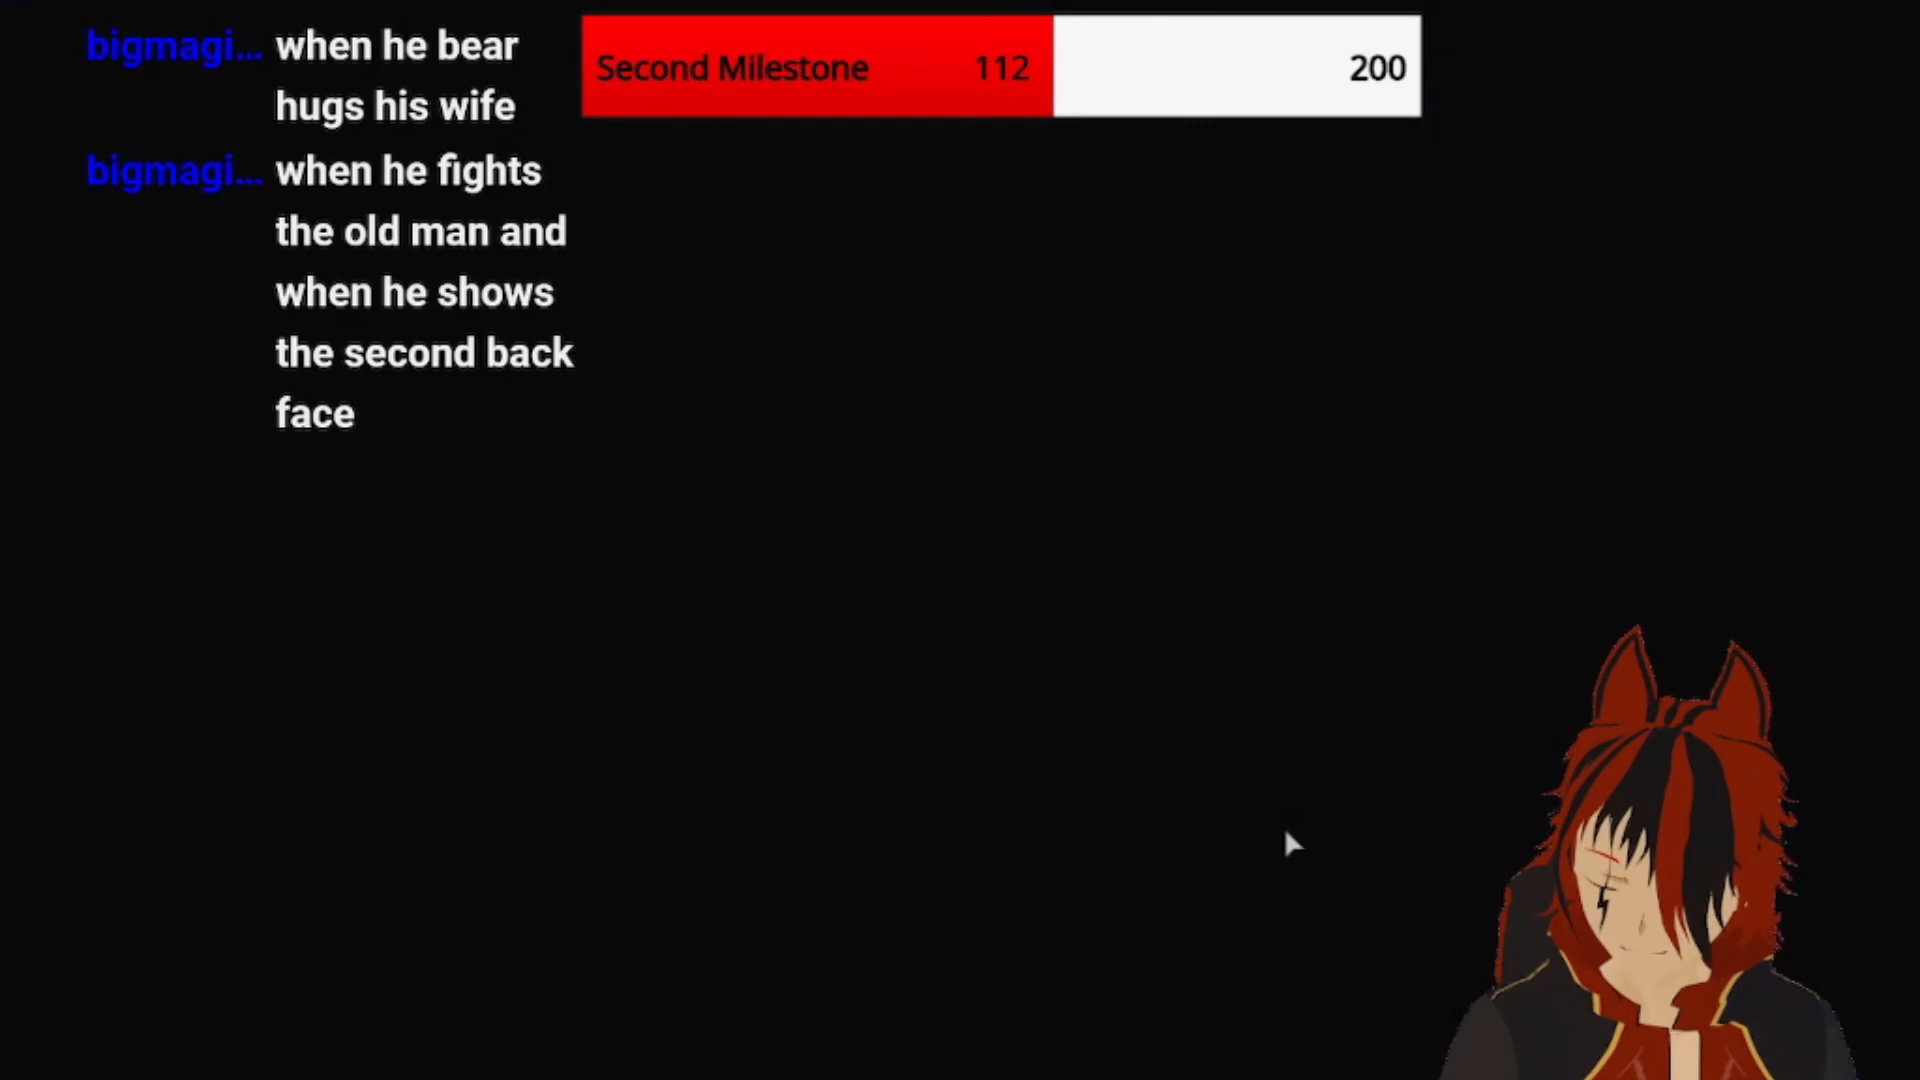 bigmagi... when he bear
hugs his wife
bigmagi... when he fights
the old man and
when he shows
the second back
face
Second Milestone 112 200